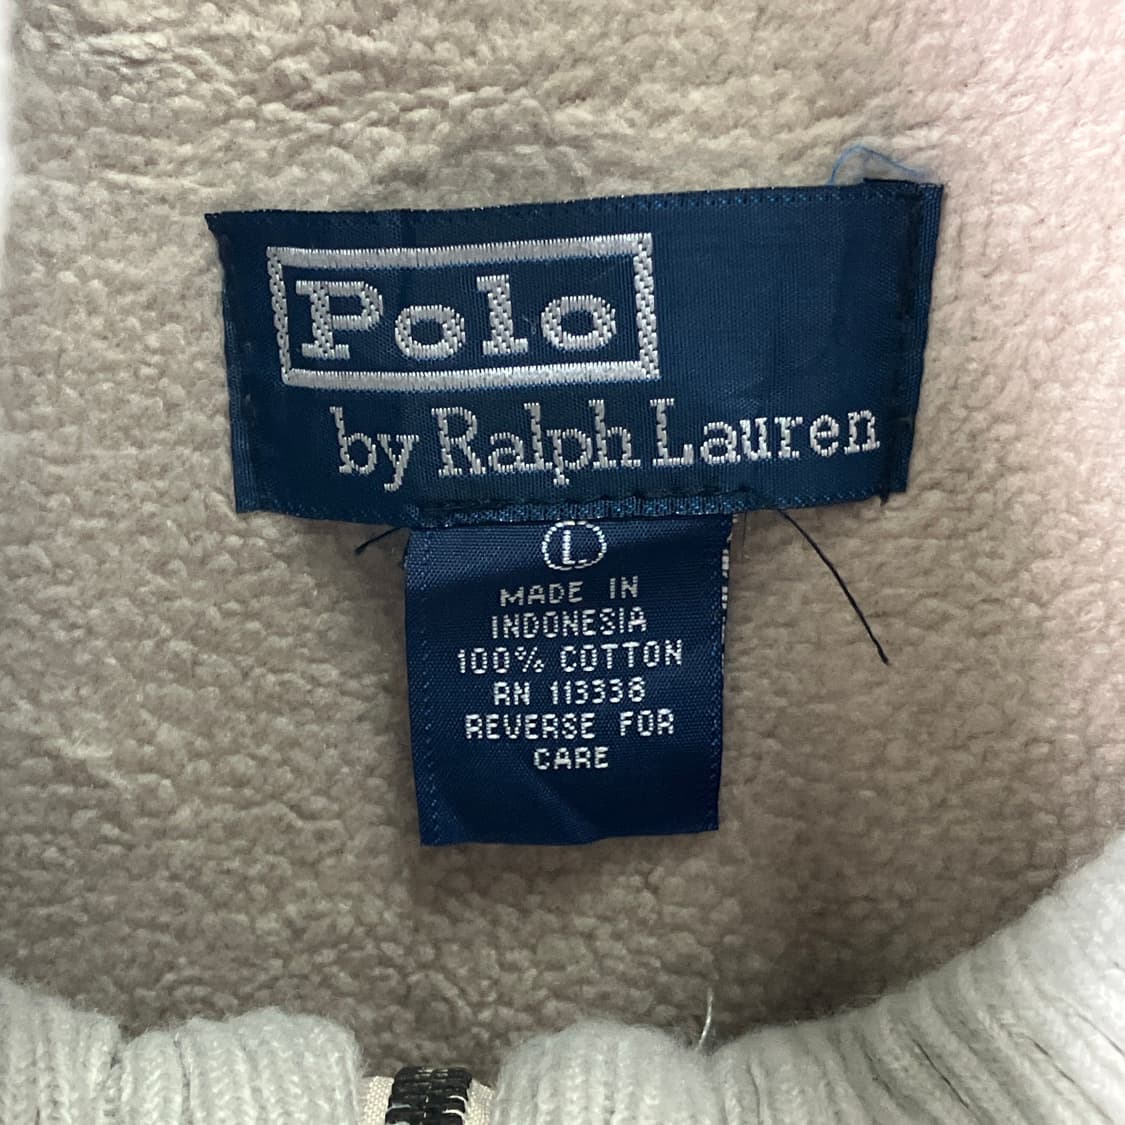 Polo
by Ralph Lauren
L
MADE IN
INDONESIA
100% COTTON
RN 113338
REVERSE FOR
CARE